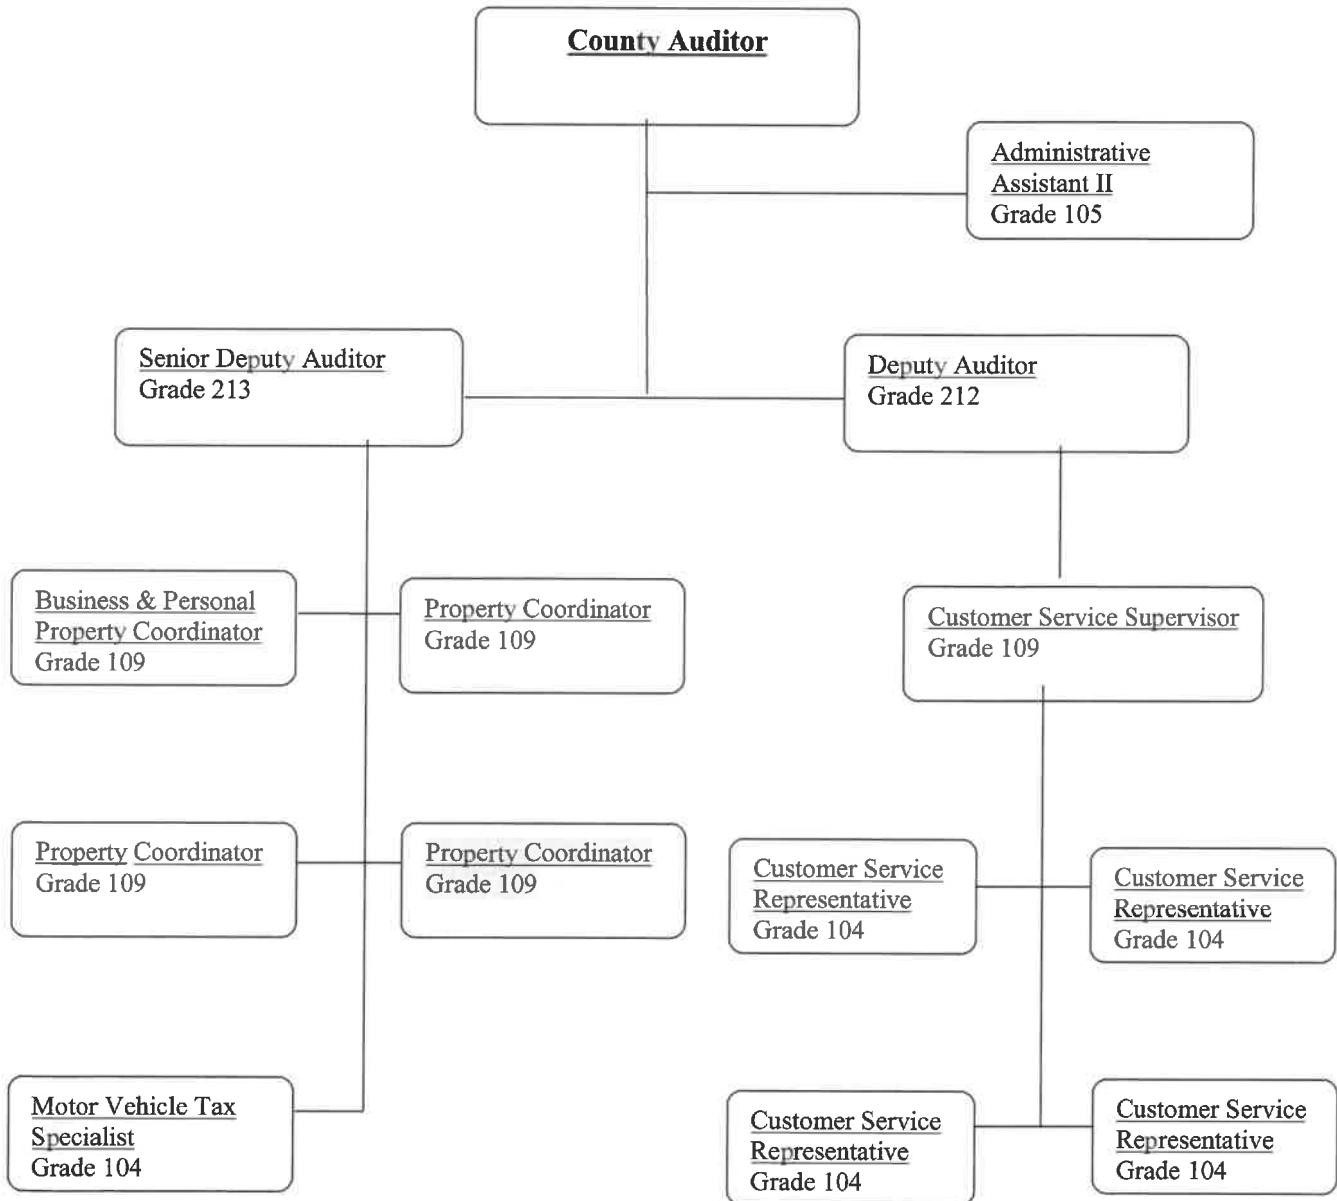 County Auditor
Administrative
Assistant II
Grade 105
Senior Deputy Auditor
Grade 213
Deputy Auditor
Grade 212
Business & Personal
Property Coordinator
Grade 109
Property Coordinator
Grade 109
Customer Service Supervisor
Grade 109
Property Coordinator
Grade 109
Property Coordinator
Grade 109
Customer Service
Representative
Grade 104
Customer Service
Representative
Grade 104
Motor Vehicle Tax
Specialist
Grade 104
Customer Service
Representative
Grade 104
Customer Service
Representative
Grade 104